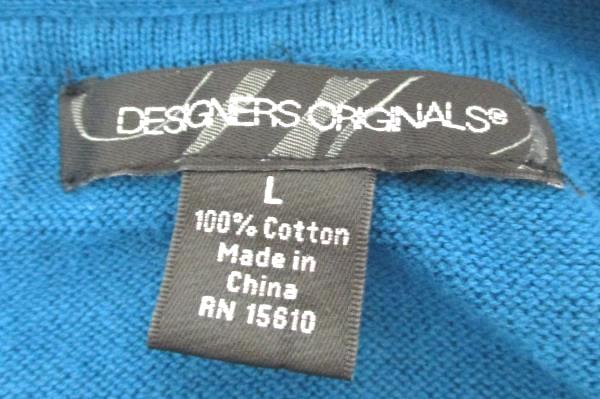 DESIGNERS ORIGINALS®
L
100% Cotton
Made in
China
RN 15610